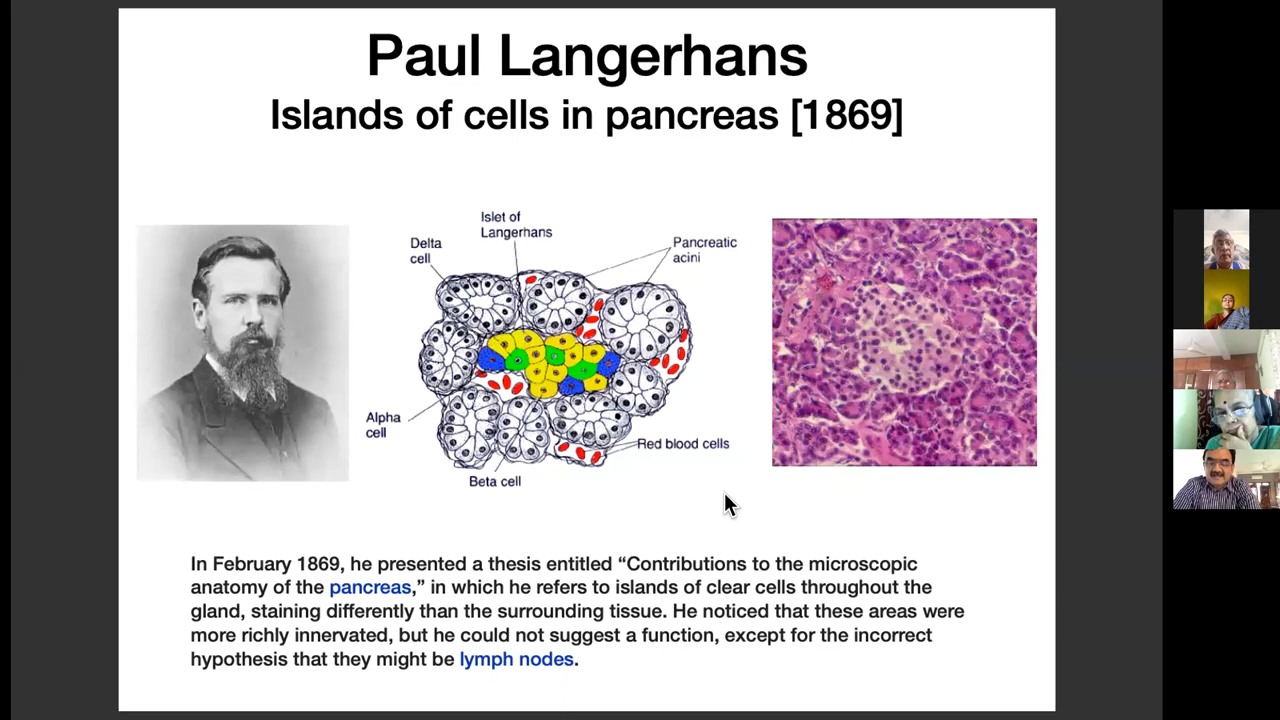 Paul Langerhans
Islands of cells in pancreas [1869]
Islet of
Langerhans
Delta
cell
Pancreatic
acini
Alpha
cell
Red blood cells
Beta cell
In February 1869, he presented a thesis entitled “Contributions to the microscopic
anatomy of the pancreas,” in which he refers to islands of clear cells throughout the
gland, staining differently than the surrounding tissue. He noticed that these areas were
more richly innervated, but he could not suggest a function, except for the incorrect
hypothesis that they might be lymph nodes.